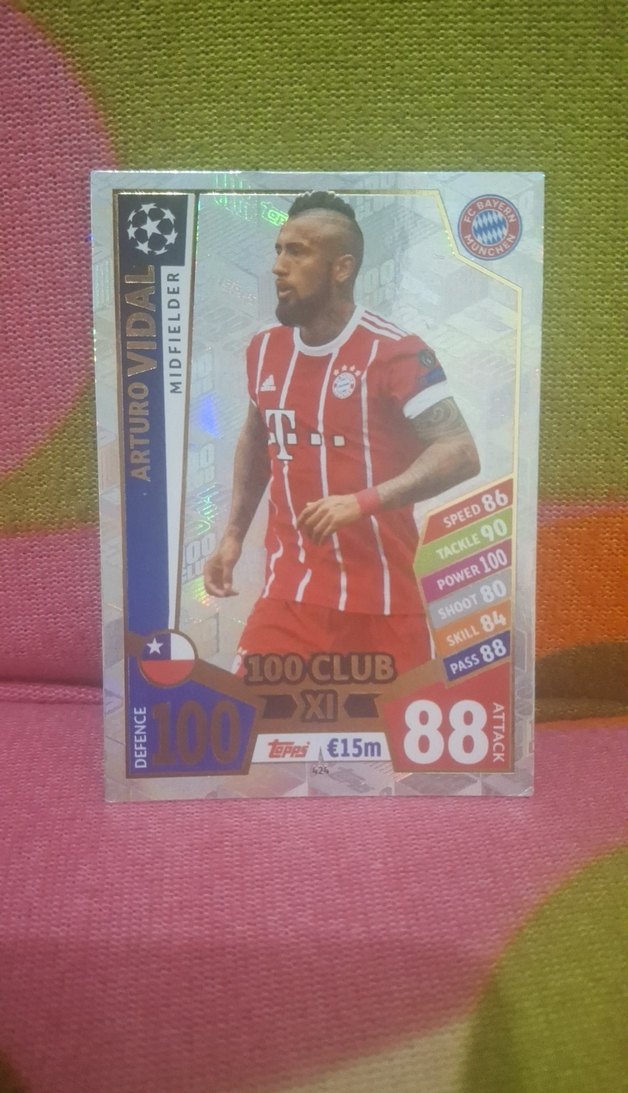 ARTURO VIDAL
MIDFIELDER
FC BAYERN
MÜNCHEN
T
adidas
SPEED 86
TACKLE 90
POWER 100
SHOOT 80
SKILL 84
PASS 88
100 CLUB
XI
DEFENCE
100
topps
€15m
424
88
ATTACK